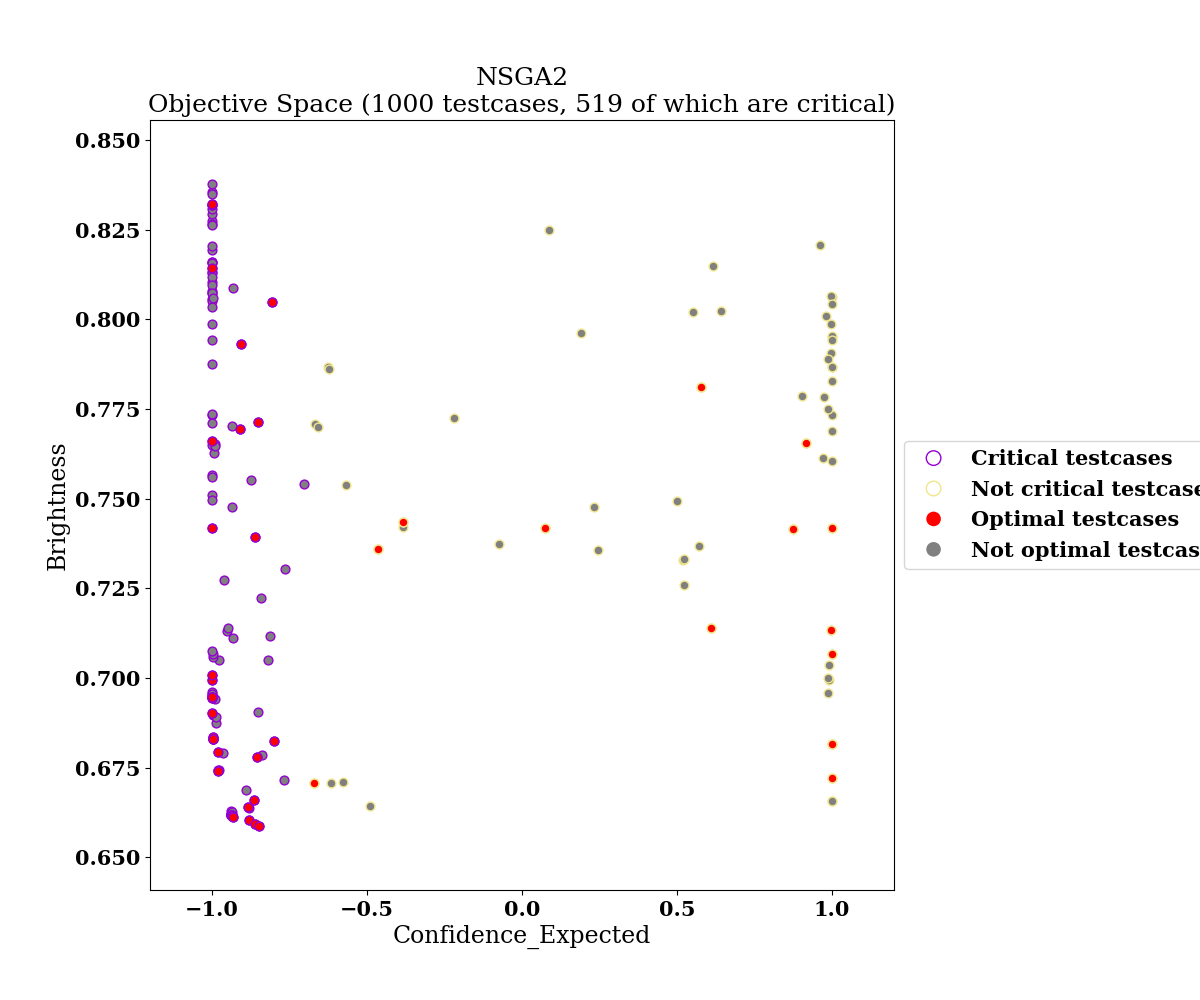 NSGA2
Objective Space (1000 testcases, 519 of which are critical)
0.850
0.825
0.800
0.775
0.750
0.725
0.700
0.675
0.650
Brightness
−1.0
−0.5
0.0
0.5
1.0
Confidence_Expected
Critical testcases
Not critical testcase
Optimal testcases
Not optimal testcas